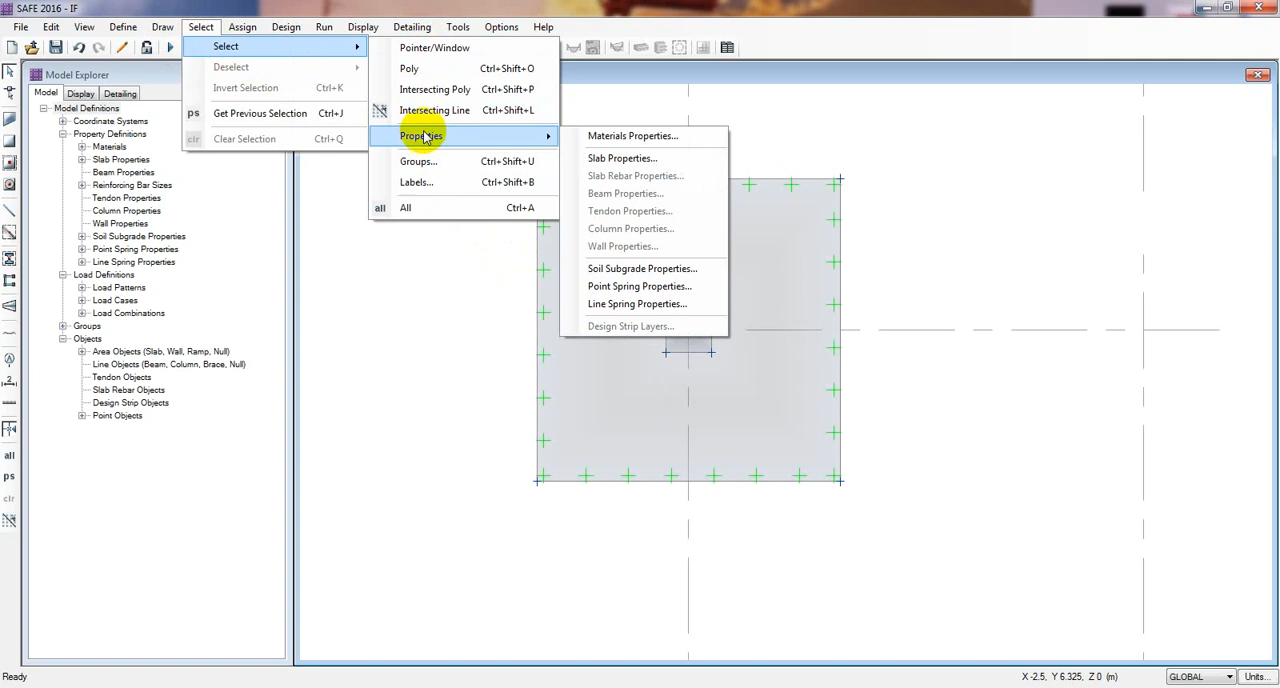 SAFE 2016 - IF
File Edit View Define Draw Select Assign Design Run Display Detailing Tools Options Help
Model Explorer
Model Display Detailing
Model Definitions
Coordinate Systems
Property Definitions
Materials
Slab Properties
Beam Properties
Reinforcing Bar Sizes
Tendon Properties
Column Properties
Wall Properties
Soil Subgrade Properties
Point Spring Properties
Line Spring Properties
Load Definitions
Load Patterns
Load Cases
Load Combinations
Groups
Objects
Area Objects (Slab, Wall, Ramp, Null)
Line Objects (Beam, Column, Brace, Null)
Tendon Objects
Slab Rebar Objects
Design Strip Objects
Point Objects
all
ps
clr
Select
Deselect
Invert Selection Ctrl+K
ps Get Previous Selection Ctrl+J
clr Clear Selection Ctrl+Q
Pointer/Window
Poly Ctrl+Shift+O
Intersecting Poly Ctrl+Shift+P
Intersecting Line Ctrl+Shift+L
Properties
Groups... Ctrl+Shift+U
Labels... Ctrl+Shift+B
all All Ctrl+A
Materials Properties...
Slab Properties...
Slab Rebar Properties...
Beam Properties...
Tendon Properties...
Column Properties...
Wall Properties...
Soil Subgrade Properties...
Point Spring Properties...
Line Spring Properties...
Design Strip Layers...
Ready
X -2.5, Y 6.325, Z 0 (m)
GLOBAL
Units...